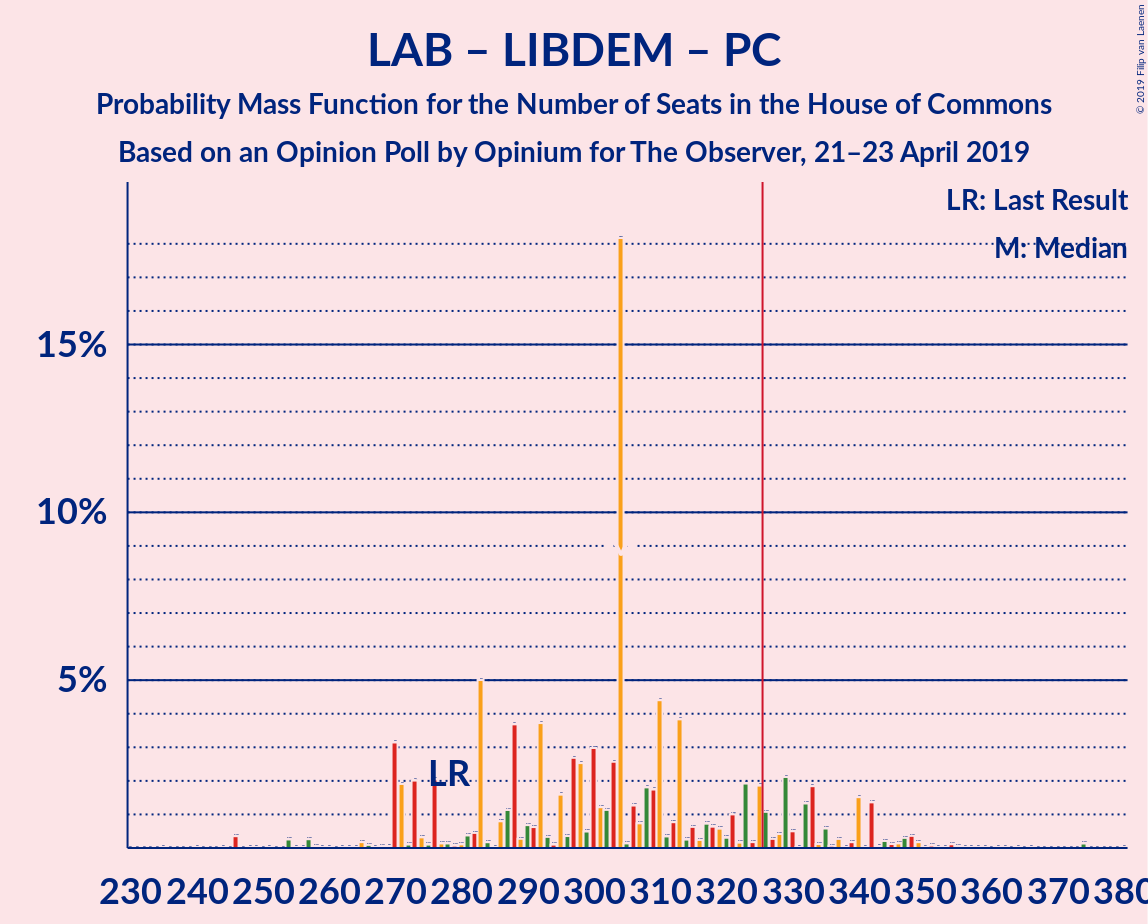 LAB – LIBDEM – PC
Probability Mass Function for the Number of Seats in the House of Commons
Based on an Opinion Poll by Opinium for The Observer, 21–23 April 2019
© 2019 Filip van Laenen
LR: Last Result
M: Median
15%
10%
5%
LR
230 240 250 260 270 280 290 300 310 320 330 340 350 360 370 380